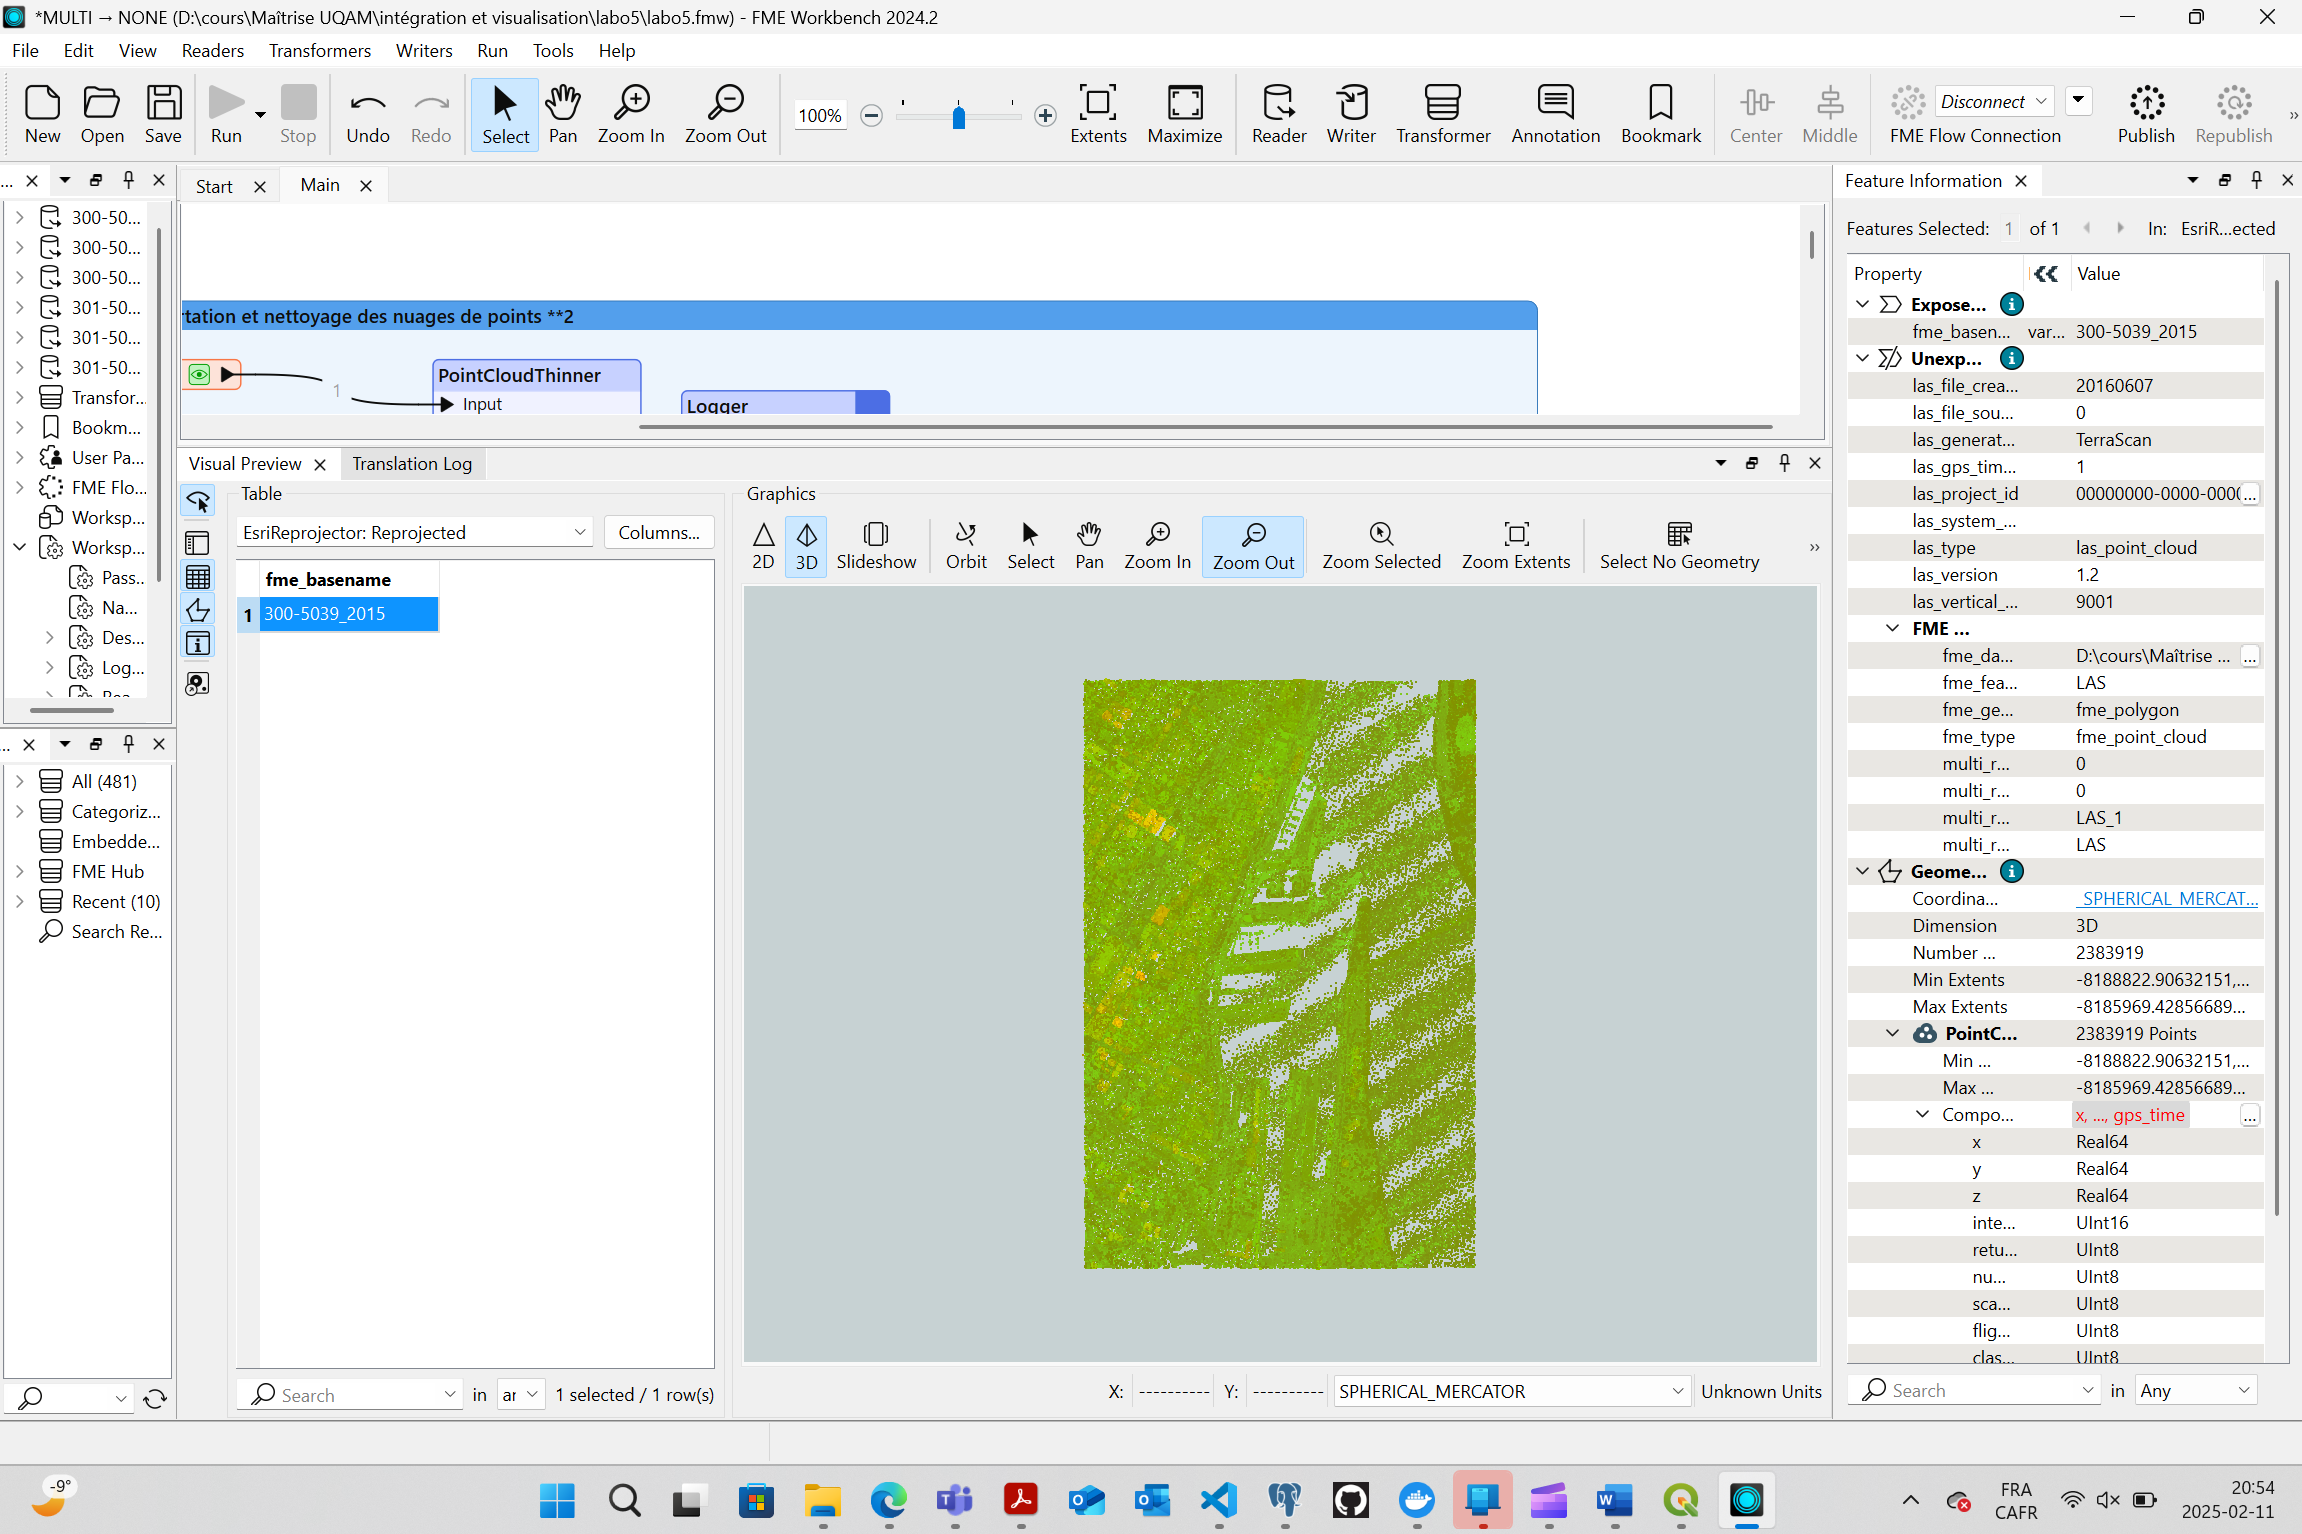 *MULTI → NONE (D:\cours\Maîtrise UQAM\intégration et visualisation\labo5\labo5.fmw) - FME Workbench 2024.2
File Edit View Readers Transformers Writers Run Tools Help
New Open Save Run Stop Undo Redo Select Pan Zoom In Zoom Out 100% Extents Maximize Reader Writer Transformer Annotation Bookmark Center Middle Disconnect FME Flow Connection Publish Republish
...
300-50...
300-50...
300-50...
301-50...
301-50...
301-50...
Transfor...
Bookm...
User Pa...
FME Flo...
Worksp...
Worksp...
Pass...
Na...
Des...
Log...
...
All (481)
Categoriz...
Embedde...
FME Hub
Recent (10)
Search Re...
Start Main
rtation et nettoyage des nuages de points **2
1
PointCloudThinner
Input
Logger
Visual Preview Translation Log
Table
EsriReprojector: Reprojected Columns...
fme_basename
1 300-5039_2015
Search in ar 1 selected / 1 row(s)
Graphics
2D 3D Slideshow Orbit Select Pan Zoom In Zoom Out Zoom Selected Zoom Extents Select No Geometry
X: ---------- Y: ---------- SPHERICAL_MERCATOR Unknown Units
Feature Information
Features Selected: 1 of 1 In: EsriR...ected
Property Value
Expose...
fme_basen... var... 300-5039_2015
Unexp...
las_file_crea... 20160607
las_file_sou... 0
las_generat... TerraScan
las_gps_tim... 1
las_project_id 00000000-0000-000( ...
las_system_...
las_type las_point_cloud
las_version 1.2
las_vertical_... 9001
FME ...
fme_da... D:\cours\Maîtrise ... ...
fme_fea... LAS
fme_ge... fme_polygon
fme_type fme_point_cloud
multi_r... 0
multi_r... 0
multi_r... LAS_1
multi_r... LAS
Geome...
Coordina... _SPHERICAL_MERCAT...
Dimension 3D
Number ... 2383919
Min Extents -8188822.90632151,...
Max Extents -8185969.42856689...
PointC... 2383919 Points
Min ... -8188822.90632151,...
Max ... -8185969.42856689...
Compo... x, ..., gps_time ...
x Real64
y Real64
z Real64
inte... UInt16
retu... UInt8
nu... UInt8
sca... UInt8
flig... UInt8
clas... UInt8
Search in Any
-9°
FRA
CAFR
20:54
2025-02-11